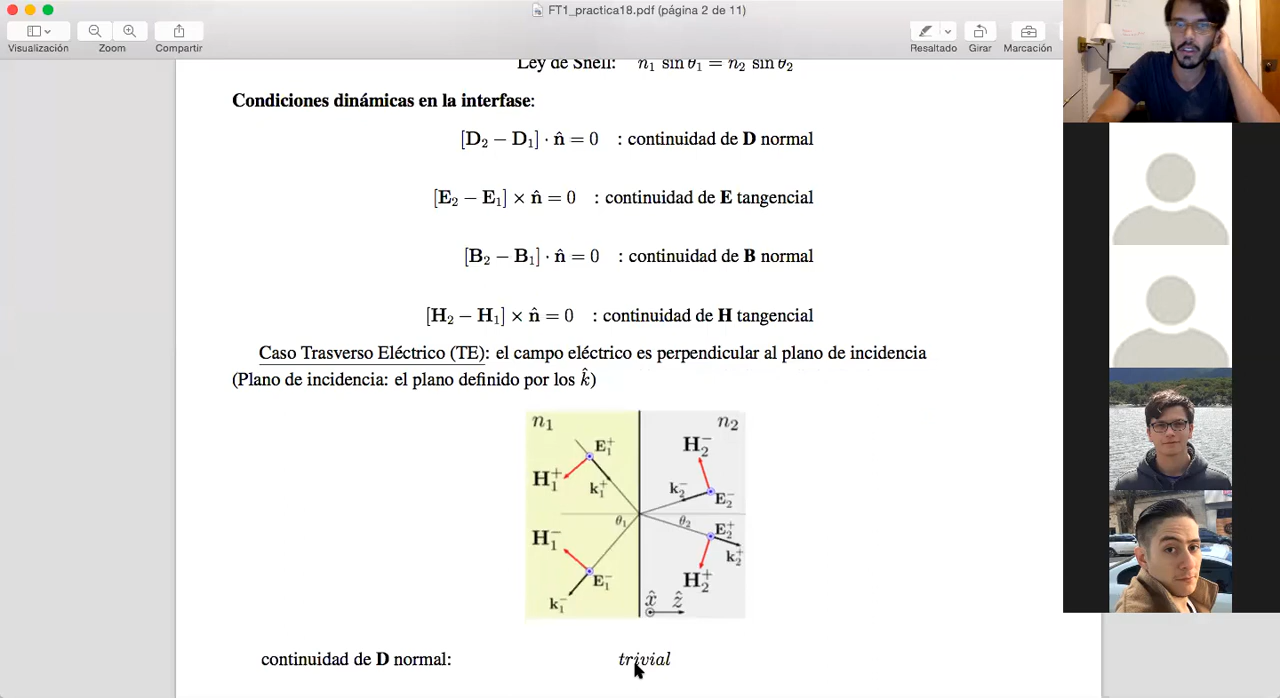 FT1_practica18.pdf (página 2 de 11)
Visualización Zoom Compartir Resaltado Girar Marcación
Ley de Snell: n₁ sin θ₁ = n₂ sin θ₂
Condiciones dinámicas en la interfase:
[D₂ − D₁] · n̂ = 0 : continuidad de D normal
[E₂ − E₁] × n̂ = 0 : continuidad de E tangencial
[B₂ − B₁] · n̂ = 0 : continuidad de B normal
[H₂ − H₁] × n̂ = 0 : continuidad de H tangencial
Caso Trasverso Eléctrico (TE): el campo eléctrico es perpendicular al plano de incidencia
(Plano de incidencia: el plano definido por los k̂)
n₁ n₂
E₁⁺ H₂⁻
H₁⁺ k₁⁺ k₂⁻ E₂⁻
θ₁ θ₂ E₂⁺
H₁⁻ k₂⁺
E₁⁻ H₂⁺
k₁⁻ x̂ ẑ
continuidad de D normal: trivial